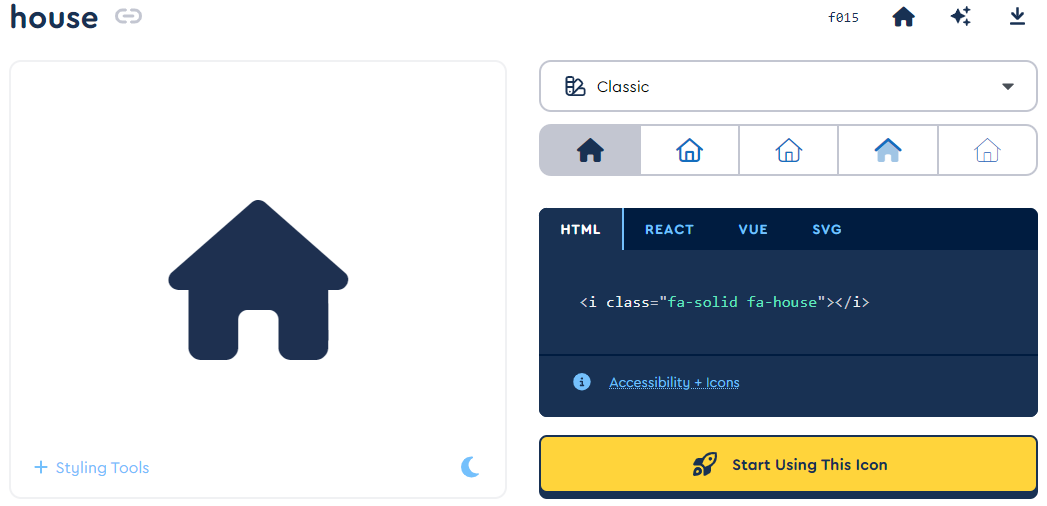 house
f015
Classic
HTML REACT VUE SVG
<i class="fa-solid fa-house"></i>
Accessibility + Icons
+ Styling Tools
Start Using This Icon